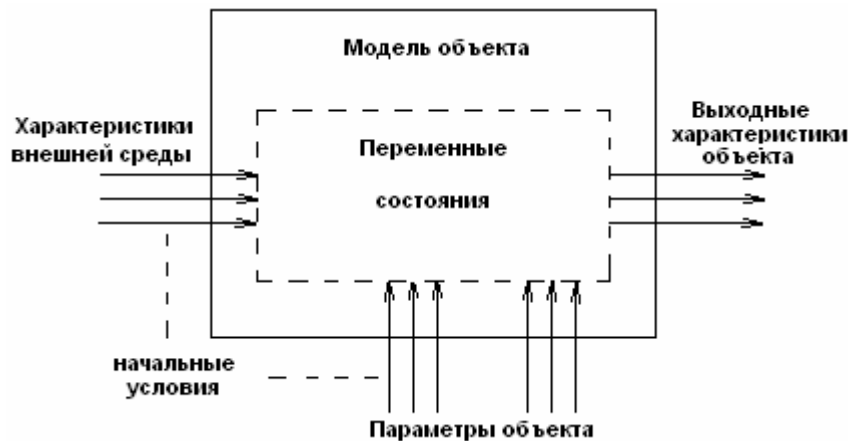 Модель объекта
Характеристики
внешней среды
Переменные
состояния
Выходные
характеристики
объекта
начальные
условия
Параметры объекта